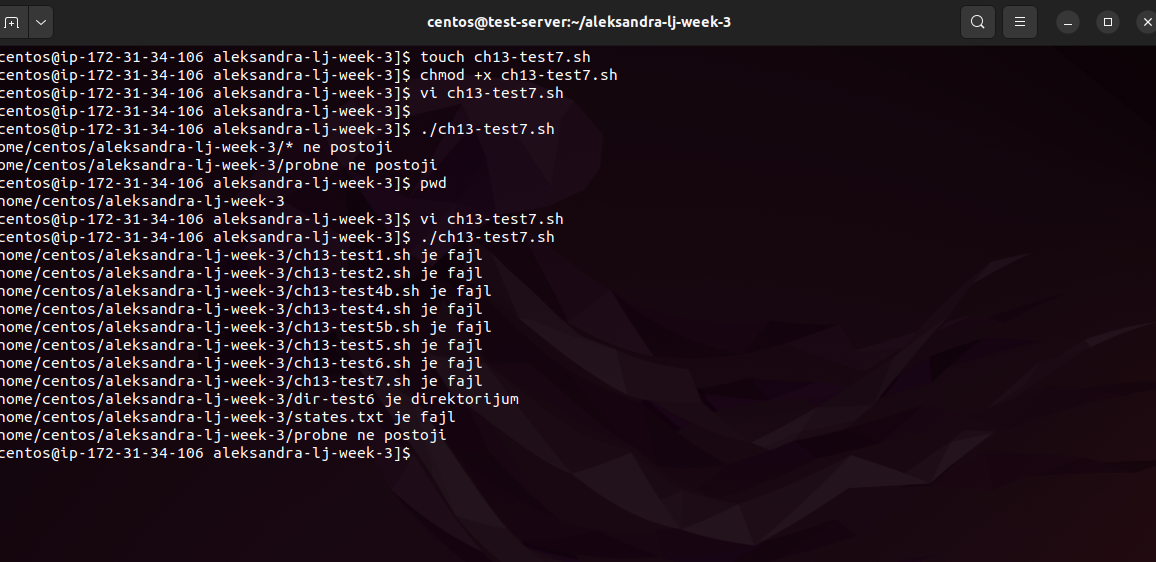 centos@test-server:~/aleksandra-lj-week-3
centos@ip-172-31-34-106 aleksandra-lj-week-3]$ touch ch13-test7.sh
centos@ip-172-31-34-106 aleksandra-lj-week-3]$ chmod +x ch13-test7.sh
centos@ip-172-31-34-106 aleksandra-lj-week-3]$ vi ch13-test7.sh
centos@ip-172-31-34-106 aleksandra-lj-week-3]$
centos@ip-172-31-34-106 aleksandra-lj-week-3]$ ./ch13-test7.sh
ome/centos/aleksandra-lj-week-3/* ne postoji
ome/centos/aleksandra-lj-week-3/probne ne postoji
centos@ip-172-31-34-106 aleksandra-lj-week-3]$ pwd
home/centos/aleksandra-lj-week-3
centos@ip-172-31-34-106 aleksandra-lj-week-3]$ vi ch13-test7.sh
centos@ip-172-31-34-106 aleksandra-lj-week-3]$ ./ch13-test7.sh
home/centos/aleksandra-lj-week-3/ch13-test1.sh je fajl
home/centos/aleksandra-lj-week-3/ch13-test2.sh je fajl
home/centos/aleksandra-lj-week-3/ch13-test4b.sh je fajl
home/centos/aleksandra-lj-week-3/ch13-test4.sh je fajl
home/centos/aleksandra-lj-week-3/ch13-test5b.sh je fajl
home/centos/aleksandra-lj-week-3/ch13-test5.sh je fajl
home/centos/aleksandra-lj-week-3/ch13-test6.sh je fajl
home/centos/aleksandra-lj-week-3/ch13-test7.sh je fajl
home/centos/aleksandra-lj-week-3/dir-test6 je direktorijum
home/centos/aleksandra-lj-week-3/states.txt je fajl
home/centos/aleksandra-lj-week-3/probne ne postoji
centos@ip-172-31-34-106 aleksandra-lj-week-3]$